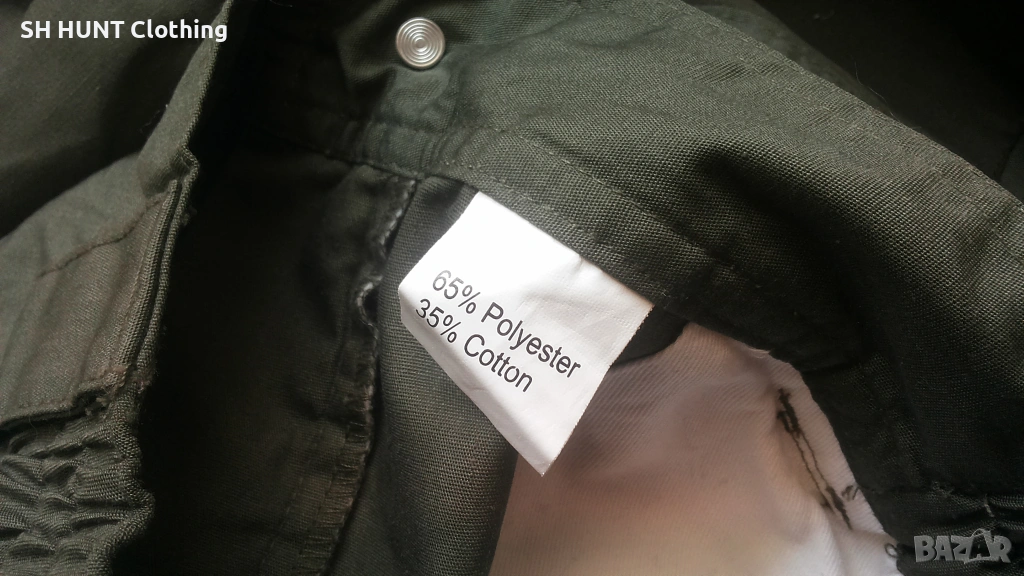 SH HUNT Clothing
65% Polyester
35% Cotton
BAZAR